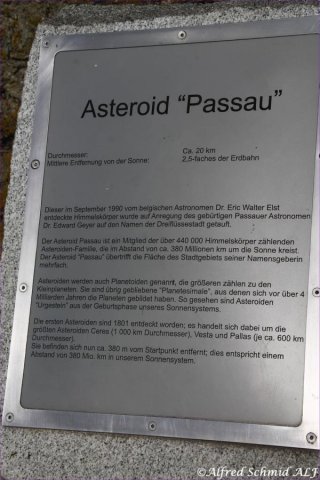 Asteroid "Passau"
Durchmesser: Ca. 20 km
Mittlere Entfernung von der Sonne: 2,5-faches der Erdbahn
Dieser im September 1990 vom belgischen Astronomen Dr. Eric Walter Elst
entdeckte Himmelskörper wurde auf Anregung des gebürtigen Passauer Astronomen
Dr. Edward Geyer auf den Namen der Dreiflüssestadt getauft.
Der Asteroid Passau ist ein Mitglied der über 440 000 Himmelskörper zählenden
Asteroiden-Familie, die im Abstand von ca. 380 Millionen km um die Sonne kreist.
Der Asteroid "Passau" übertrifft die Fläche des Stadtgebiets seiner Namensgeberin
mehrfach.
Asteroiden werden auch Planetoiden genannt, die größeren zählen zu den
Kleinplaneten. Sie sind übrig gebliebene "Planetesimale", aus denen sich vor über 4
Milliarden Jahren die Planeten gebildet haben. So gesehen sind Asteroiden
"Urgestein" aus der Geburtsphase unseres Sonnensystems.
Die ersten Asteroiden sind 1801 entdeckt worden; es handelt sich dabei um die
größten Asteroiden Ceres (1 000 km Durchmesser), Vesta und Pallas (je ca. 600 km
Durchmesser).
Sie befinden sich nun ca. 380 m vom Startpunkt entfernt; dies entspricht einem
Abstand von 380 Mio. km in unserem Sonnensystem.
©Alfred Schmid ALF